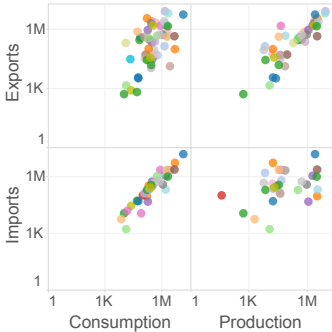 Exports
1M
1K
1
Imports
1M
1K
1
1 1K 1M 1K 1M
Consumption Production